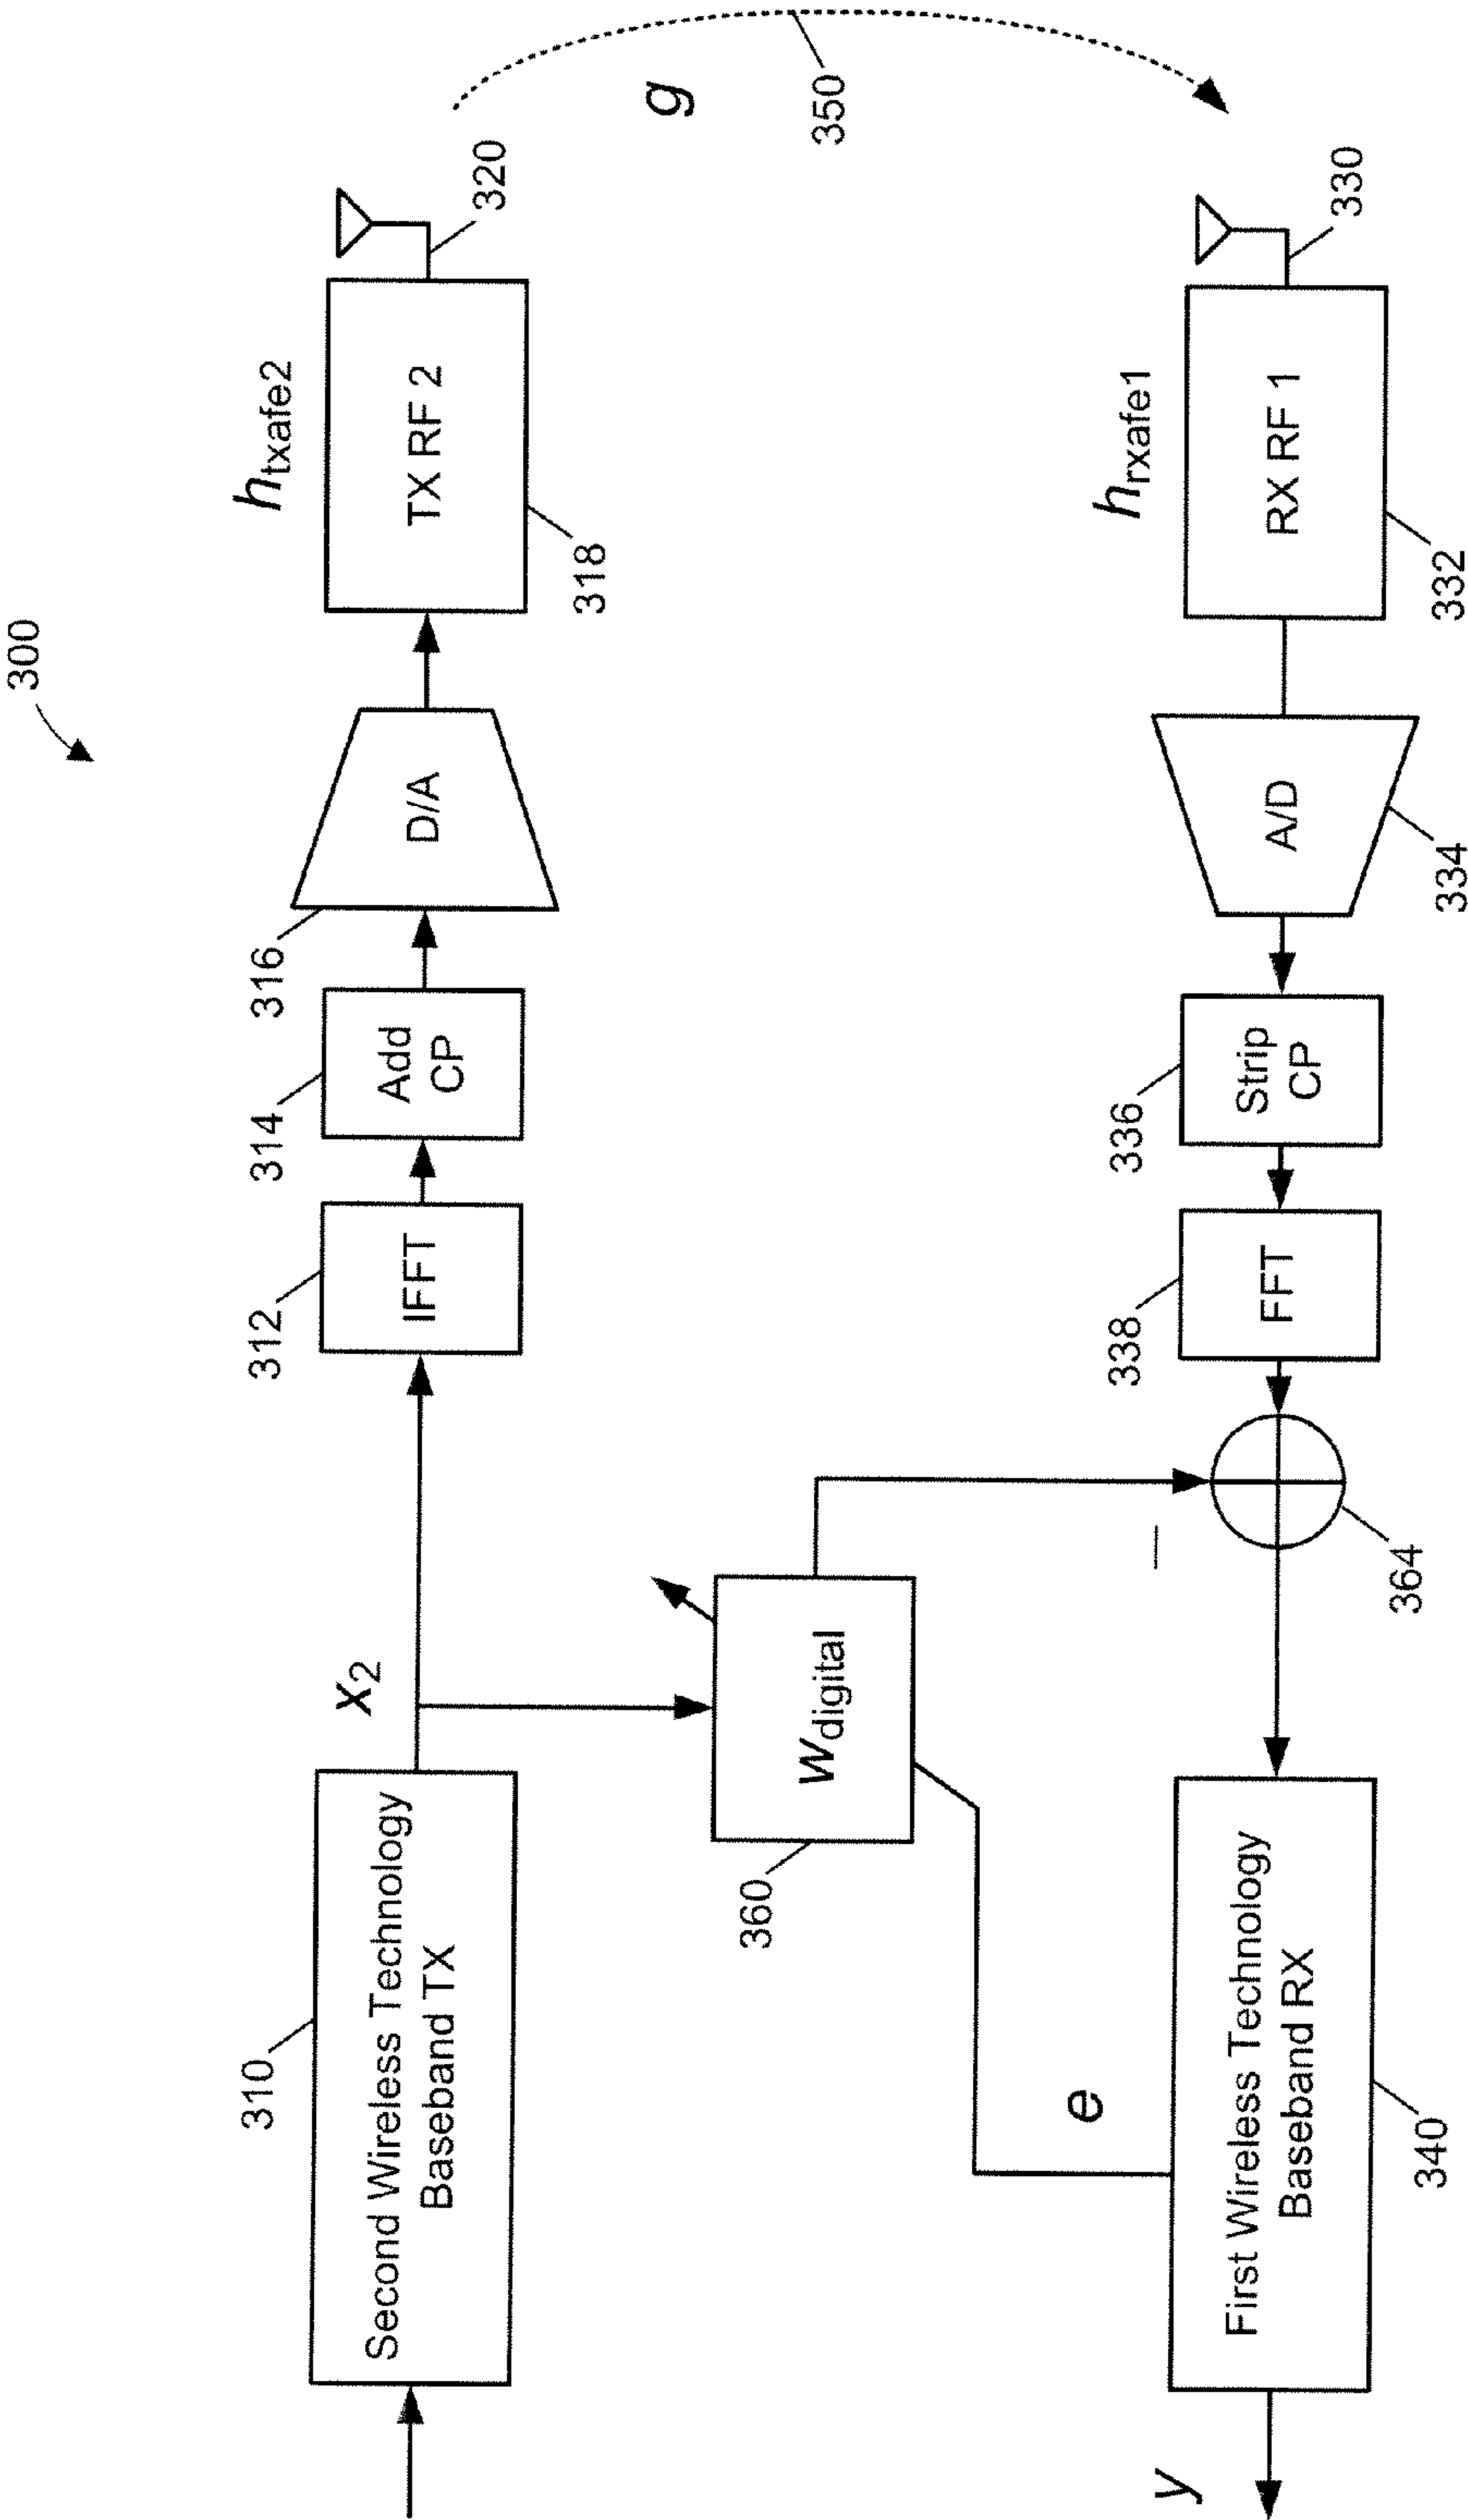 300
310
Second Wireless Technology
Baseband TX
x2
312
IFFT
314
Add
CP
316
D/A
htxafe2
TX RF 2
318
320
g
350
360
Wdigital
e
y
First Wireless Technology
Baseband RX
340
364
–
338
FFT
336
Strip
CP
A/D
334
hrxafe1
RX RF 1
332
330